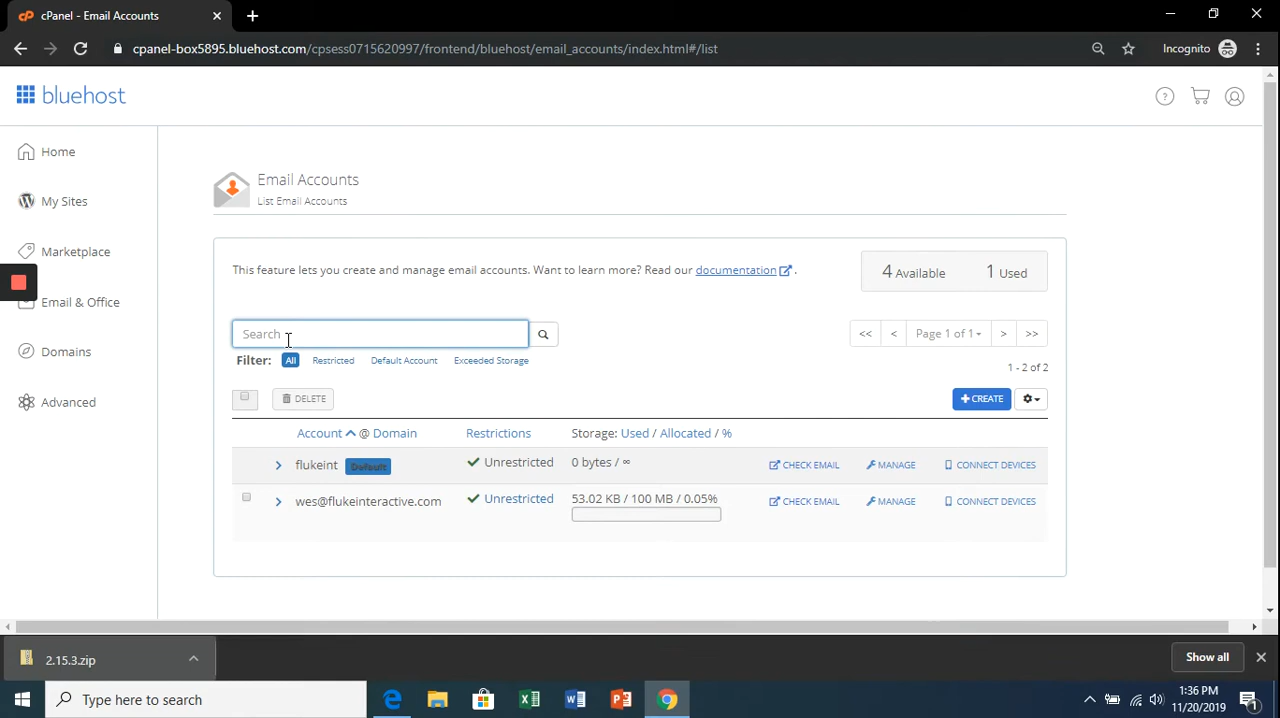 cPanel - Email Accounts
cpanel-box5895.bluehost.com/cpsess0715620997/frontend/bluehost/email_accounts/index.html#/list
Incognito
bluehost
?
Home
My Sites
Marketplace
Email & Office
Domains
Advanced
Email Accounts
List Email Accounts
This feature lets you create and manage email accounts. Want to learn more? Read our documentation .
4 Available 1 Used
Search
<< < Page 1 of 1 > >>
Filter: All Restricted Default Account Exceeded Storage
1 - 2 of 2
DELETE
+ CREATE
Account @ Domain Restrictions Storage: Used / Allocated / %
flukeint Default Unrestricted 0 bytes / ∞ CHECK EMAIL MANAGE CONNECT DEVICES
wes@flukeinteractive.com Unrestricted 53.02 KB / 100 MB / 0.05% CHECK EMAIL MANAGE CONNECT DEVICES
2.15.3.zip
Show all
Type here to search
1:36 PM
11/20/2019
1